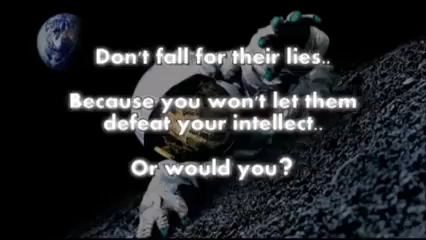 Don't fall for their lies..
Because you won't let them
defeat your intellect..
Or would you?